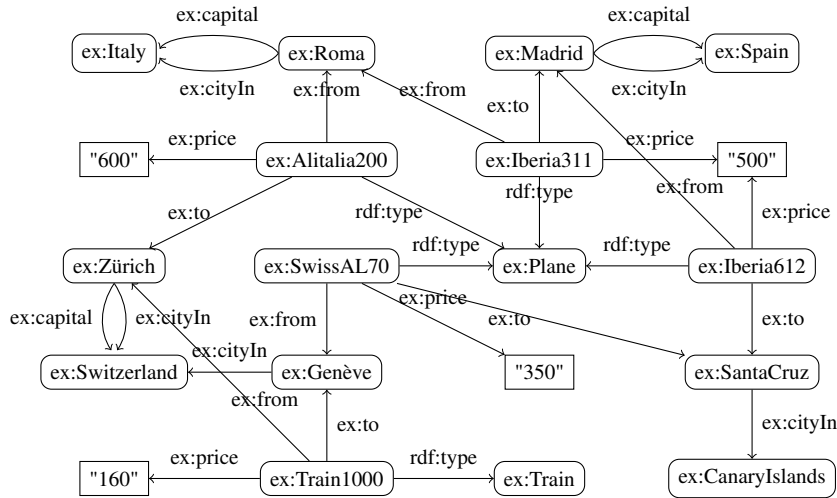 ex:capital
ex:capital
ex:Italy
ex:Roma
ex:Madrid
ex:Spain
ex:cityIn
ex:from
ex:from
ex:cityIn
ex:to
ex:price
ex:price
"600"
ex:Alitalia200
ex:Iberia311
"500"
ex:from
ex:to
rdf:type
rdf:type
ex:price
rdf:type
rdf:type
ex:Zürich
ex:SwissAL70
ex:Plane
ex:Iberia612
ex:price
ex:capital
ex:cityIn
ex:from
ex:to
ex:to
ex:cityIn
ex:Switzerland
ex:Genève
"350"
ex:SantaCruz
ex:from
ex:to
ex:cityIn
ex:price
rdf:type
"160"
ex:Train1000
ex:Train
ex:CanaryIslands